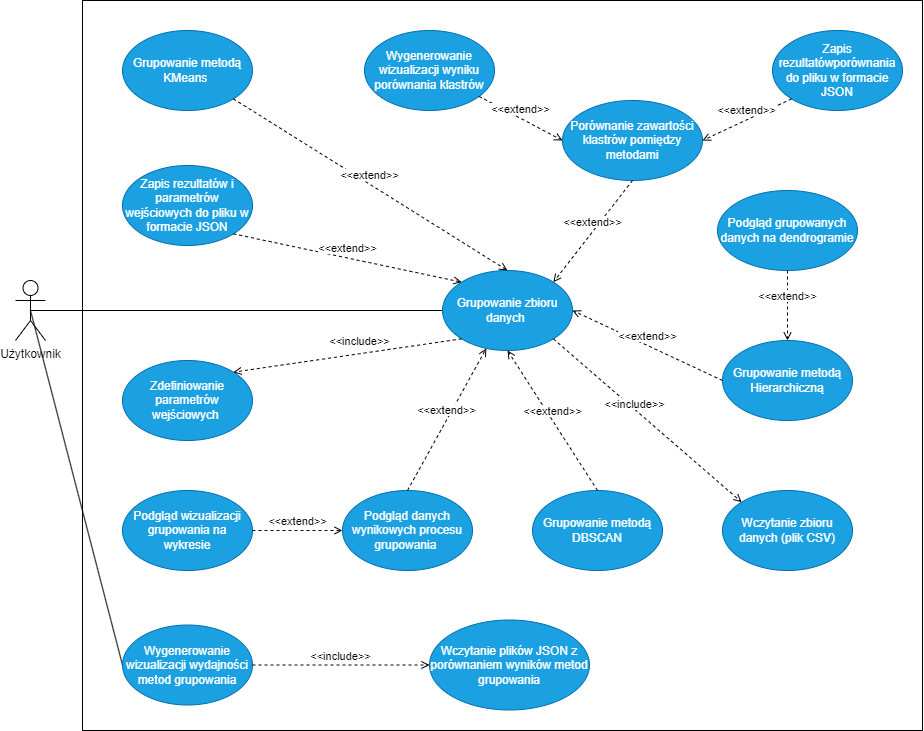 Grupowanie metodą
KMeans
Wygenerowanie
wizualizacji wyniku
porównania klastrów
Zapis
rezultatówporównania
do pliku w formacie
JSON
<<extend>>
<<extend>>
Porównanie zawartości
klastrów pomiędzy
metodami
<<extend>>
Zapis rezultatów i
parametrów
wejściowych do pliku w
formacie JSON
<<extend>>
<<extend>>
Podgląd grupowanych
danych na dendrogramie
<<extend>>
Grupowanie zbioru
danych
Użytkownik
<<include>>
<<extend>>
Grupowanie metodą
Hierarchiczną
Zdefiniowanie
parametrów
wejściowych
<<extend>>
<<extend>>
<<include>>
Podgląd wizualizacji
grupowania na
wykresie
<<extend>>
Podgląd danych
wynikowych procesu
grupowania
Grupowanie metodą
DBSCAN
Wczytanie zbioru
danych (plik CSV)
Wygenerowanie
wizualizacji wydajności
metod grupowania
<<include>>
Wczytanie plików JSON z
porównaniem wyników metod
grupowania